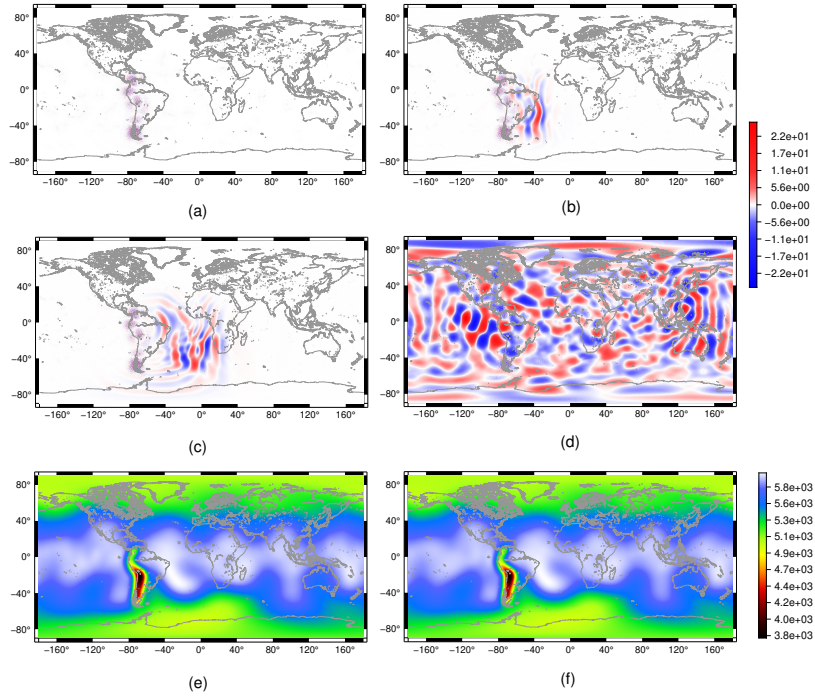 80°
40°
0°
−40°
−80°
−160° −120° −80° −40° 0° 40° 80° 120° 160°
(a)
80°
40°
0°
−40°
−80°
−160° −120° −80° −40° 0° 40° 80° 120° 160°
(b)
2.2e+01
1.7e+01
1.1e+01
5.6e+00
0.0e+00
−5.6e+00
−1.1e+01
−1.7e+01
−2.2e+01
80°
40°
0°
−40°
−80°
−160° −120° −80° −40° 0° 40° 80° 120° 160°
(c)
80°
40°
0°
−40°
−80°
−160° −120° −80° −40° 0° 40° 80° 120° 160°
(d)
80°
40°
0°
−40°
−80°
−160° −120° −80° −40° 0° 40° 80° 120° 160°
(e)
80°
40°
0°
−40°
−80°
−160° −120° −80° −40° 0° 40° 80° 120° 160°
(f)
5.8e+03
5.6e+03
5.3e+03
5.1e+03
4.9e+03
4.7e+03
4.4e+03
4.2e+03
4.0e+03
3.8e+03